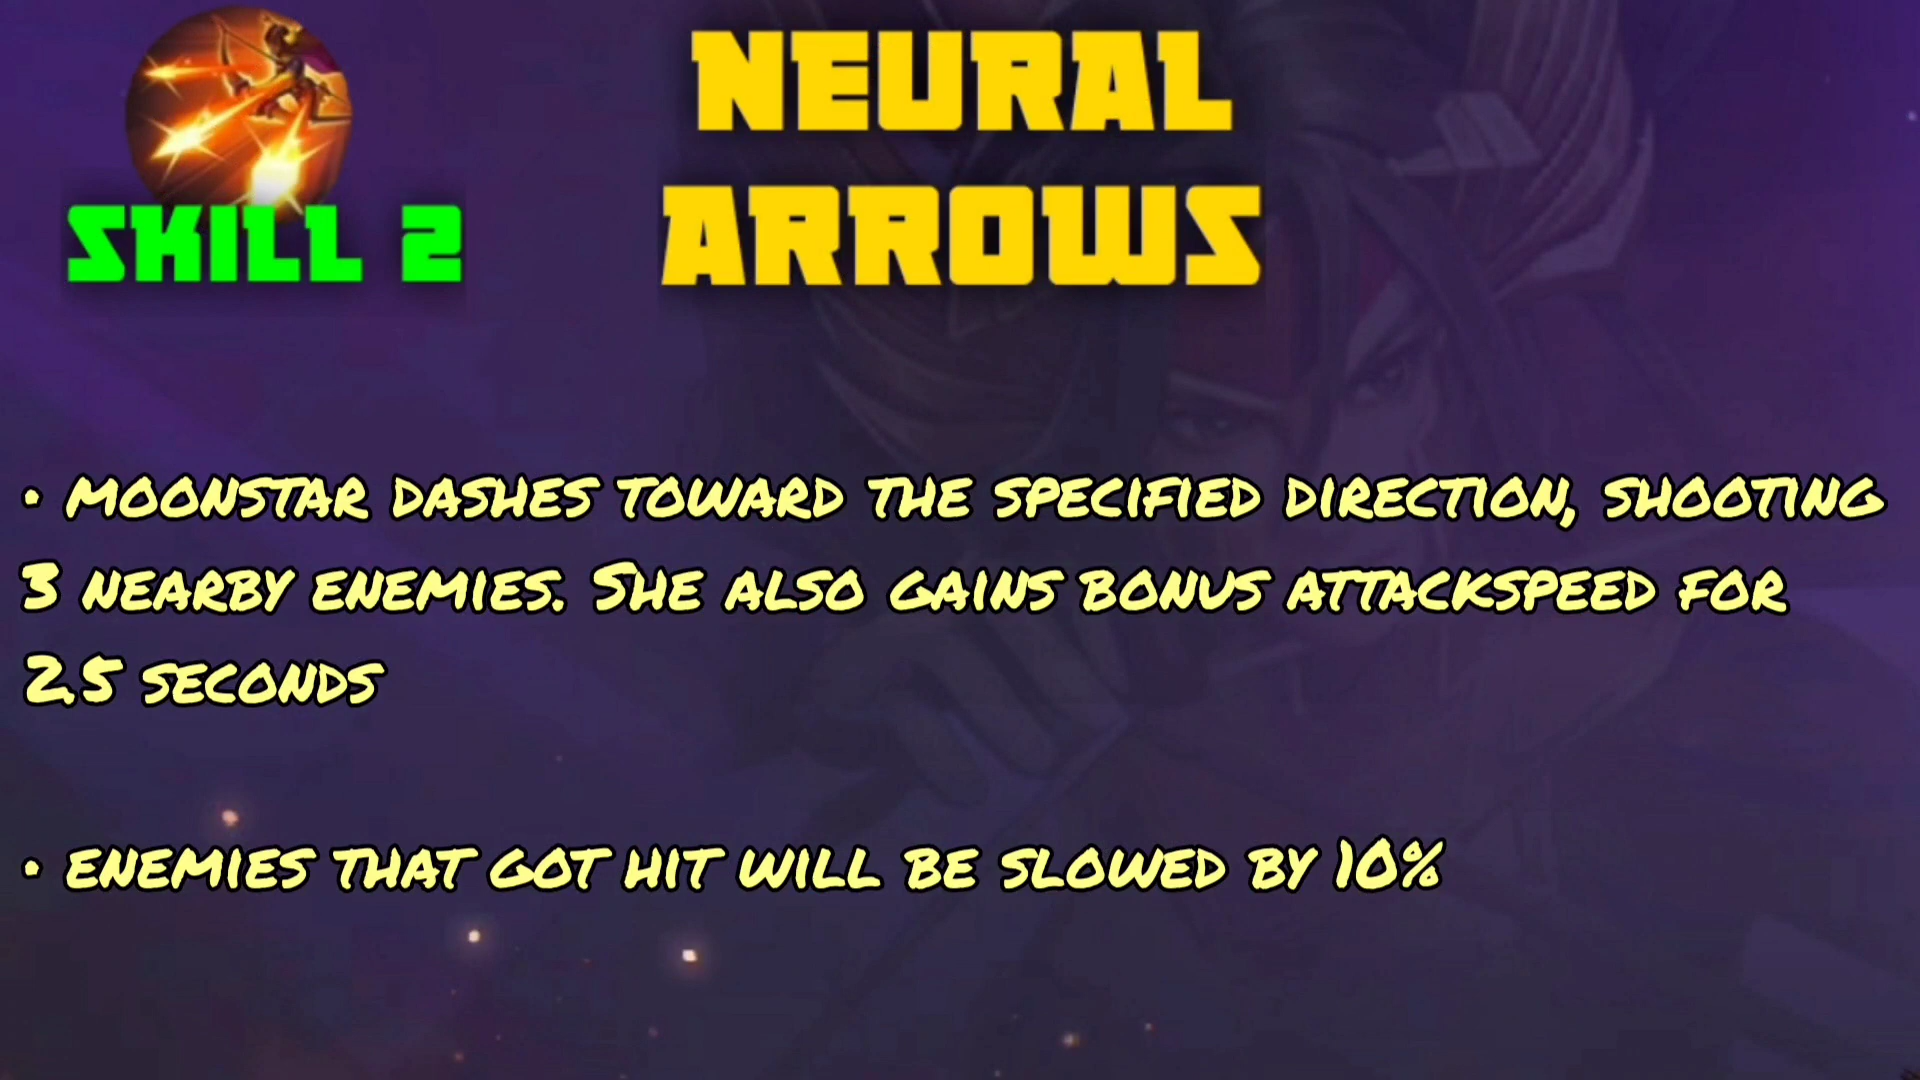 NEURAL
ARROWS
SKILL 2
• MOONSTAR DASHES TOWARD THE SPECIFIED DIRECTION, SHOOTING
3 NEARBY ENEMIES. SHE ALSO GAINS BONUS ATTACKSPEED FOR
2,5 SECONDS
• ENEMIES THAT GOT HIT WILL BE SLOWED BY 10%